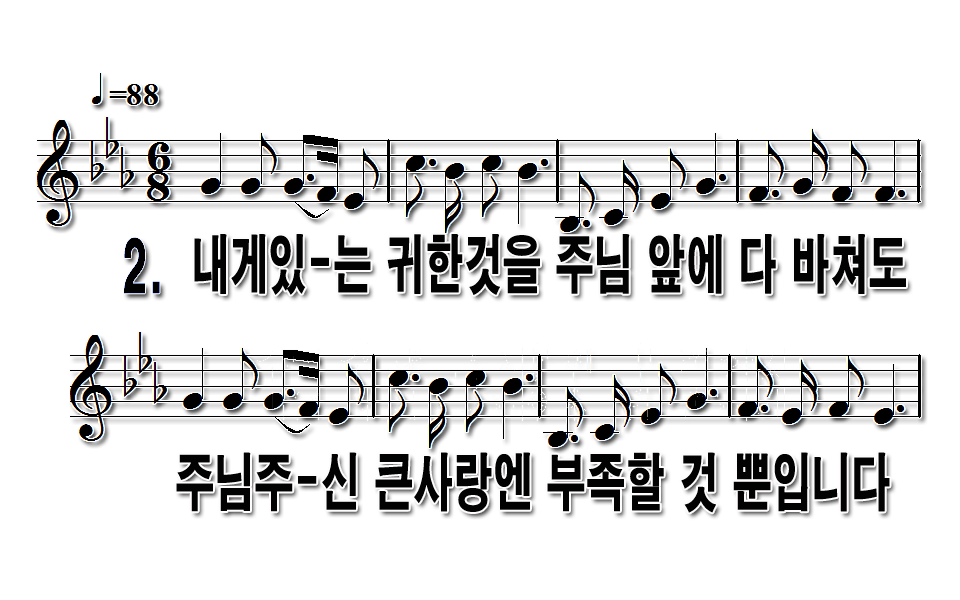 ♩=88
6
8
2. 내게있-는 귀한것을 주님 앞에 다 바쳐도
주님주-신 큰사랑엔 부족할 것 뿐입니다